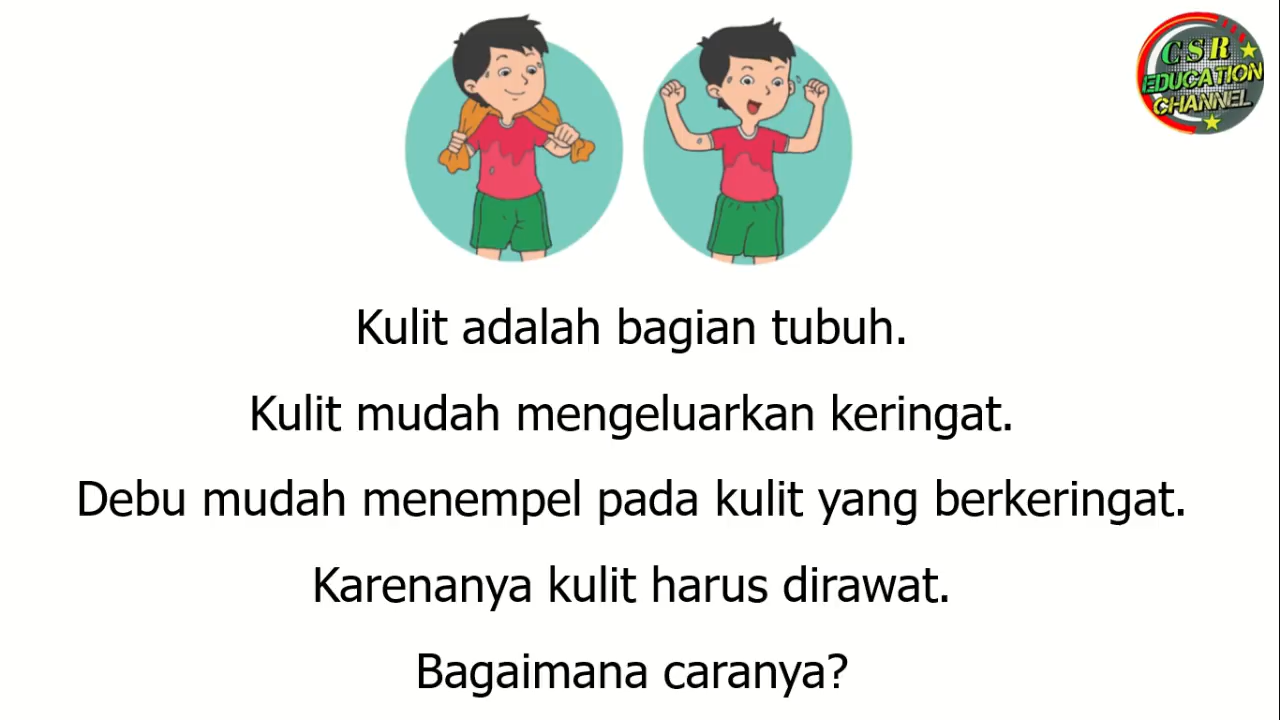 CSR
EDUCATION
CHANNEL
Kulit adalah bagian tubuh.
Kulit mudah mengeluarkan keringat.
Debu mudah menempel pada kulit yang berkeringat.
Karenanya kulit harus dirawat.
Bagaimana caranya?